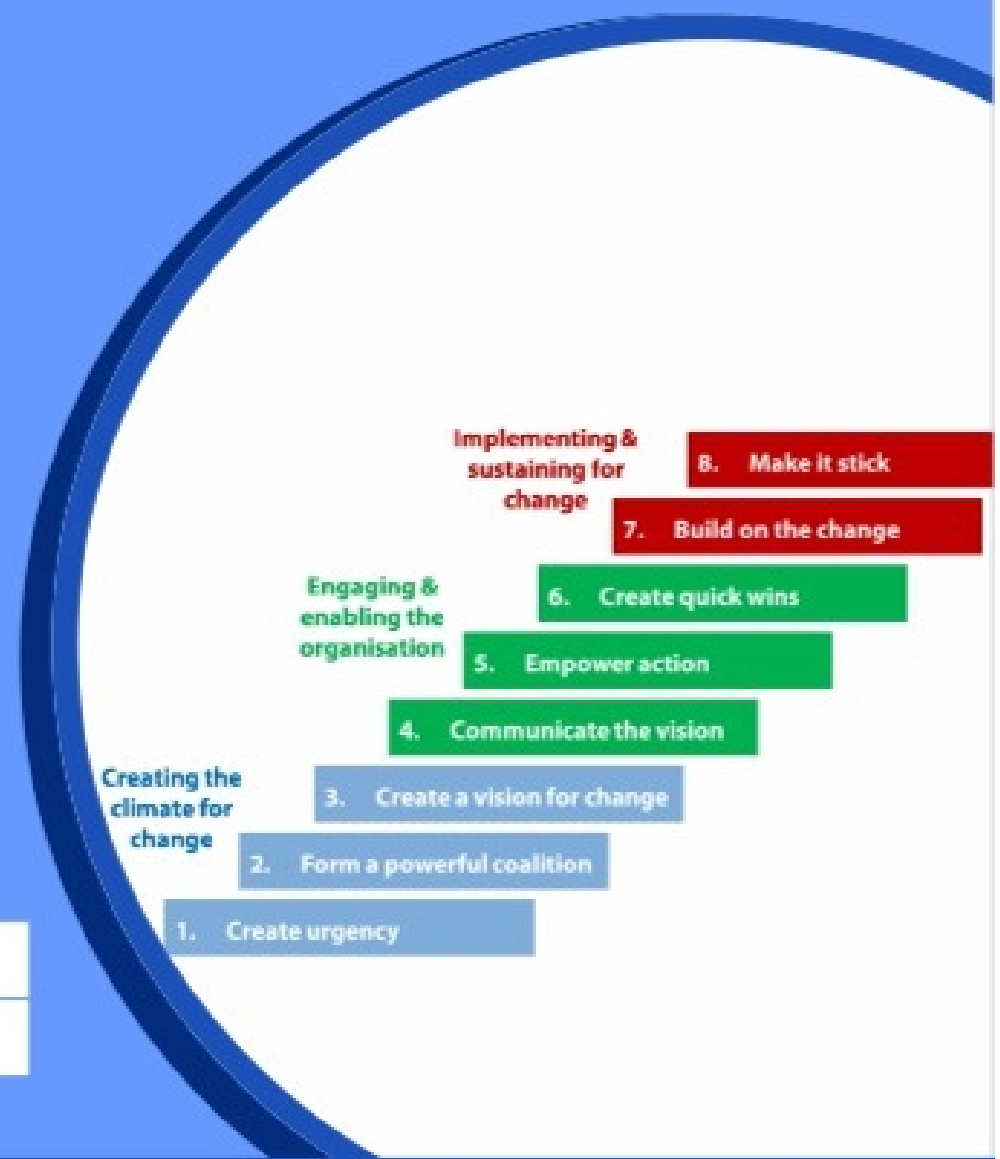 Implementing &
sustaining for
change
8. Make it stick
7. Build on the change
Engaging &
enabling the
organisation
6. Create quick wins
5. Empower action
4. Communicate the vision
Creating the
climate for
change
3. Create a vision for change
2. Form a powerful coalition
1. Create urgency